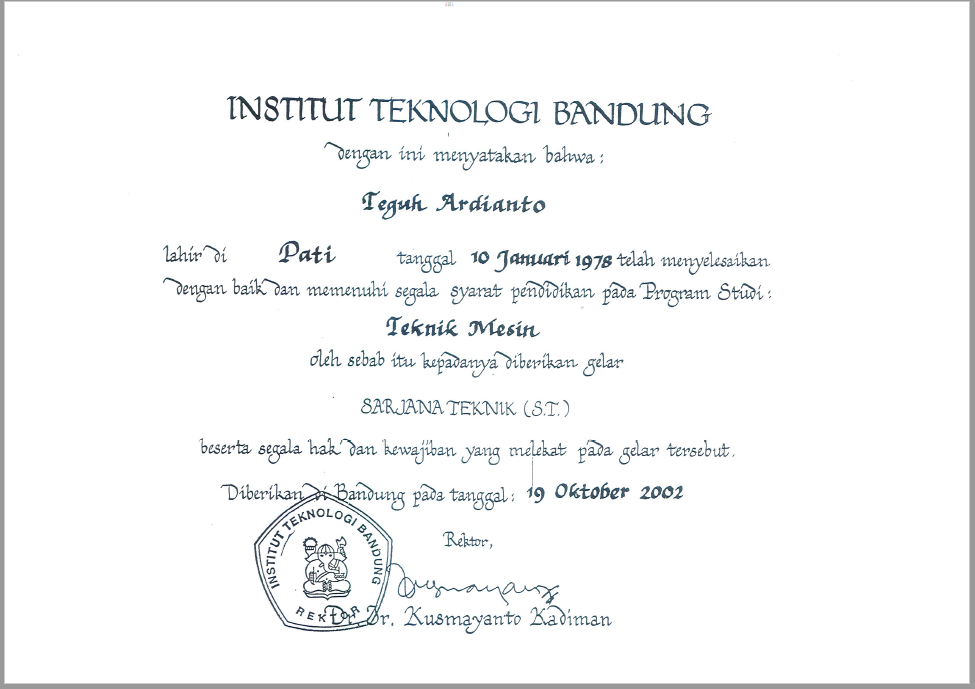 INSTITUT TEKNOLOGI BANDUNG
dengan ini menyatakan bahwa :
Teguh Ardianto
lahir di Pati tanggal 10 Januari 1978 telah menyelesaikan
dengan baik dan memenuhi segala syarat pendidikan pada Program Studi :
Teknik Mesin
oleh sebab itu kepadanya diberikan gelar
SARJANA TEKNIK (S.T.)
beserta segala hak dan kewajiban yang melekat pada gelar tersebut.
Diberikan di Bandung pada tanggal : 19 Oktober 2002
INSTITUT TEKNOLOGI BANDUNG
REKTOR
Rektor,
Dr. Ir. Kusmayanto Kadiman